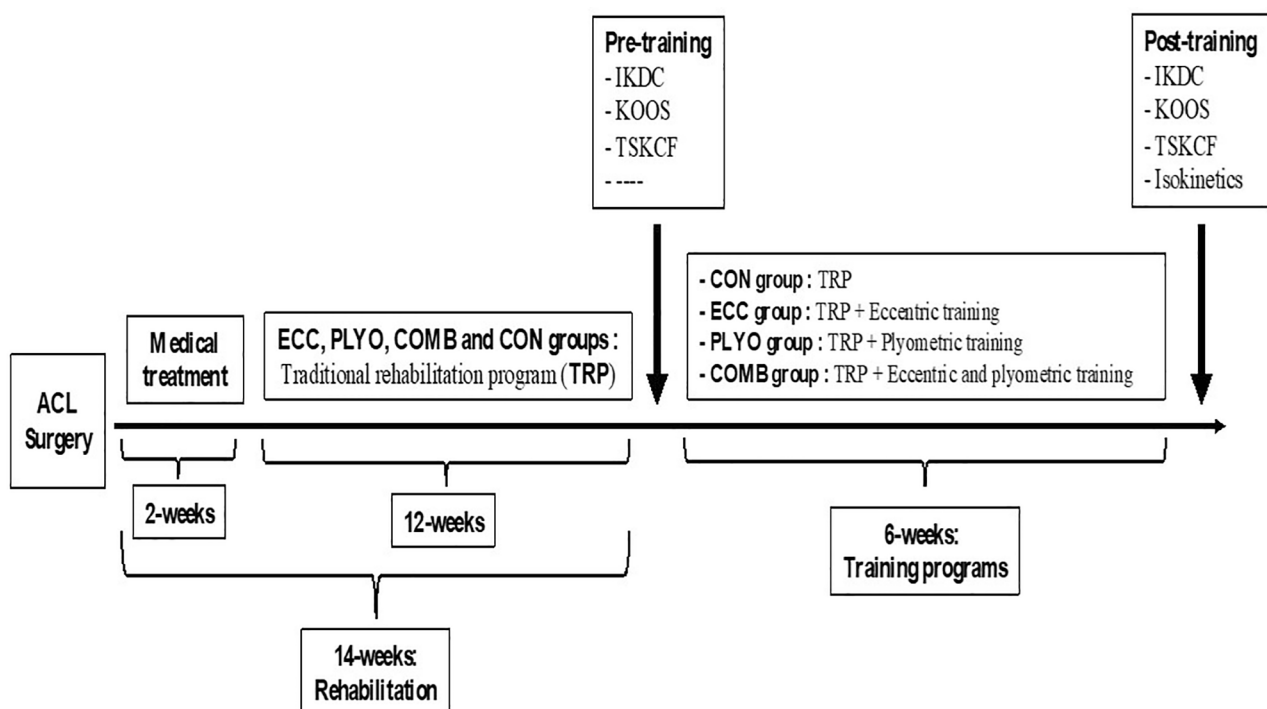 Pre-training
- IKDC
- KOOS
- TSKCF
- ----
Post-training
- IKDC
- KOOS
- TSKCF
- Isokinetics
ACL
Surgery
Medical
treatment
ECC, PLYO, COMB and CON groups :
Traditional rehabilitation program (TRP)
- CON group : TRP
- ECC group : TRP + Eccentric training
- PLYO group : TRP + Plyometric training
- COMB group : TRP + Eccentric and plyometric training
2-weeks
12-weeks
6-weeks:
Training programs
14-weeks:
Rehabilitation